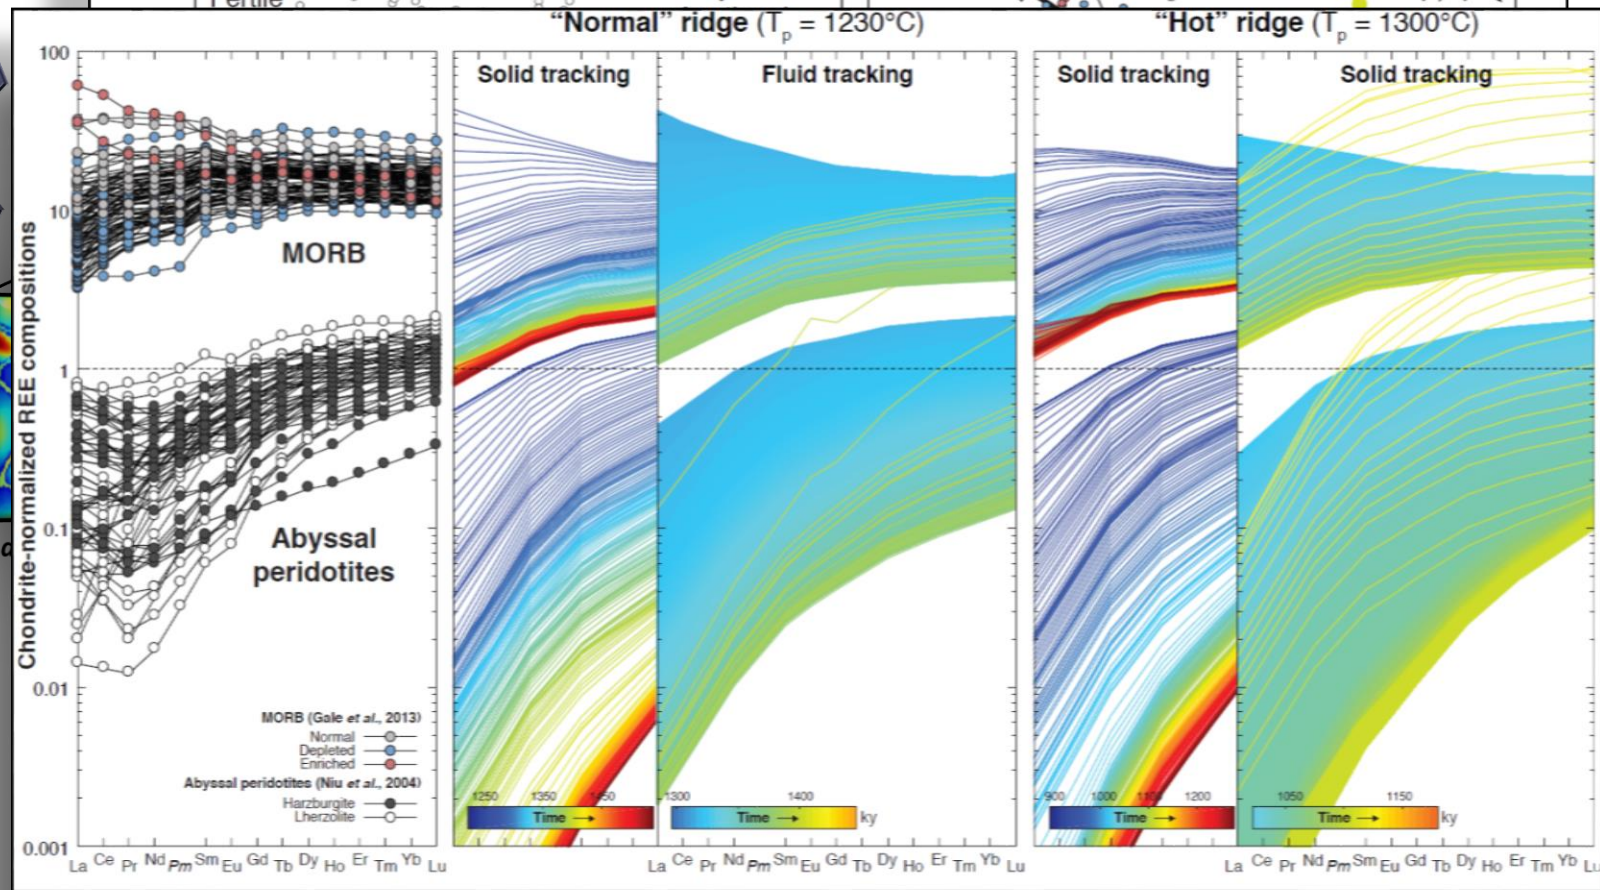 Fertile
"Normal" ridge (Tp = 1230°C)
"Hot" ridge (Tp = 1300°C)
Chondrite-normalized REE compositions
100
10
1
0.1
0.01
0.001
MORB
Abyssal
peridotites
MORB (Gale et al., 2013)
Normal
Depleted
Enriched
Abyssal peridotites (Niu et al., 2004)
Harzburgite
Lherzolite
La Ce Pr Nd Pm Sm Eu Gd Tb Dy Ho Er Tm Yb Lu
Solid tracking
1250 1350 1450
Time
Fluid tracking
1300 1400
Time
ky
Ce Pr Nd Pm Sm Eu Gd Tb Dy Ho Er Tm Yb Lu
Solid tracking
900 1000 1100 1200
Time
Solid tracking
1050 1150
Time
ky
La Ce Pr Nd Pm Sm Eu Gd Tb Dy Ho Er Tm Yb Lu